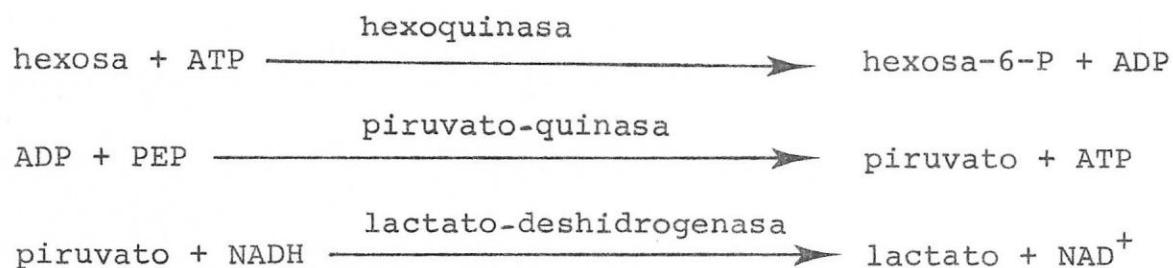 hexoquinasa
hexosa + ATP ⟶ hexosa-6-P + ADP
piruvato-quinasa
ADP + PEP ⟶ piruvato + ATP
lactato-deshidrogenasa
piruvato + NADH ⟶ lactato + NAD⁺